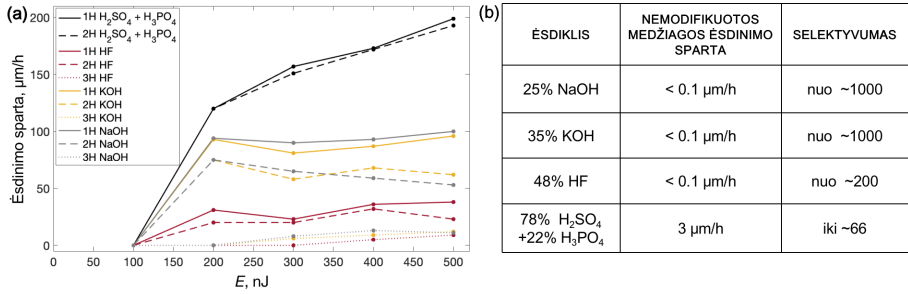 (a)
Ėsdinimo sparta, µm/h
200
150
100
50
0
1H H₂SO₄ + H₃PO₄
2H H₂SO₄ + H₃PO₄
1H HF
2H HF
3H HF
1H KOH
2H KOH
3H KOH
1H NaOH
2H NaOH
3H NaOH
0 50 100 150 200 250 300 350 400 450 500
E, nJ
(b)
ĖSDIKLIS
NEMODIFIKUOTOS
MEDŽIAGOS ĖSDINIMO
SPARTA
SELEKTYVUMAS
25% NaOH
< 0.1 µm/h
nuo ~1000
35% KOH
< 0.1 µm/h
nuo ~1000
48% HF
< 0.1 µm/h
nuo ~200
78% H₂SO₄
+22% H₃PO₄
3 µm/h
iki ~66